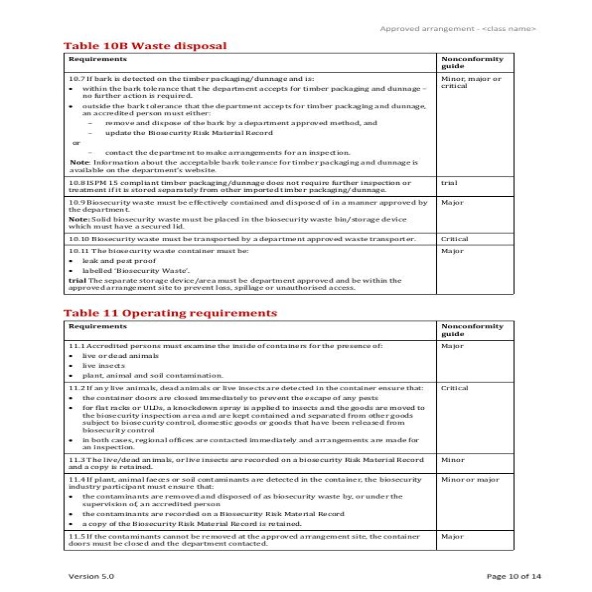 Approved arrangement - <class name>
Table 10B Waste disposal
Requirements
Nonconformity
guide
10.7 If bark is detected on the timber packaging/dunnage and is:
• within the bark tolerance that the department accepts for timber packaging and dunnage –
no further action is required.
• outside the bark tolerance that the department accepts for timber packaging and dunnage,
an accredited person must either:
– remove and dispose of the bark by a department approved method, and
– update the Biosecurity Risk Material Record
or
– contact the department to make arrangements for an inspection.
Note: Information about the acceptable bark tolerance for timber packaging and dunnage is
available on the department's website.
Minor, major or
critical
10.8 ISPM 15 compliant timber packaging/dunnage does not require further inspection or
treatment if it is stored separately from other imported timber packaging/dunnage.
trial
10.9 Biosecurity waste must be effectively contained and disposed of in a manner approved by
the department.
Note: Solid biosecurity waste must be placed in the biosecurity waste bin/storage device
which must have a secured lid.
Major
10.10 Biosecurity waste must be transported by a department approved waste transporter.
Critical
10.11 The biosecurity waste container must be:
• leak and pest proof
• labelled 'Biosecurity Waste'.
trial The separate storage device/area must be department approved and be within the
approved arrangement site to prevent loss, spillage or unauthorised access.
Major
Table 11 Operating requirements
Requirements
Nonconformity
guide
11.1 Accredited persons must examine the inside of containers for the presence of:
• live or dead animals
• live insects
• plant, animal and soil contamination.
Major
11.2 If any live animals, dead animals or live insects are detected in the container ensure that:
• the container doors are closed immediately to prevent the escape of any pests
• for flat racks or ULDs, a knockdown spray is applied to insects and the goods are moved to
the biosecurity inspection area and are kept contained and separated from other goods
subject to biosecurity control, domestic goods or goods that have been released from
biosecurity control
• in both cases, regional offices are contacted immediately and arrangements are made for
an inspection.
Critical
11.3 The live/dead animals, or live insects are recorded on a biosecurity Risk Material Record
and a copy is retained.
Minor
11.4 If plant, animal faeces or soil contaminants are detected in the container, the biosecurity
industry participant must ensure that:
• the contaminants are removed and disposed of as biosecurity waste by, or under the
supervision of, an accredited person
• the contaminants are recorded on a Biosecurity Risk Material Record
• a copy of the Biosecurity Risk Material Record is retained.
Minor or major
11.5 If the contaminants cannot be removed at the approved arrangement site, the container
doors must be closed and the department contacted.
Major
Version 5.0
Page 10 of 14